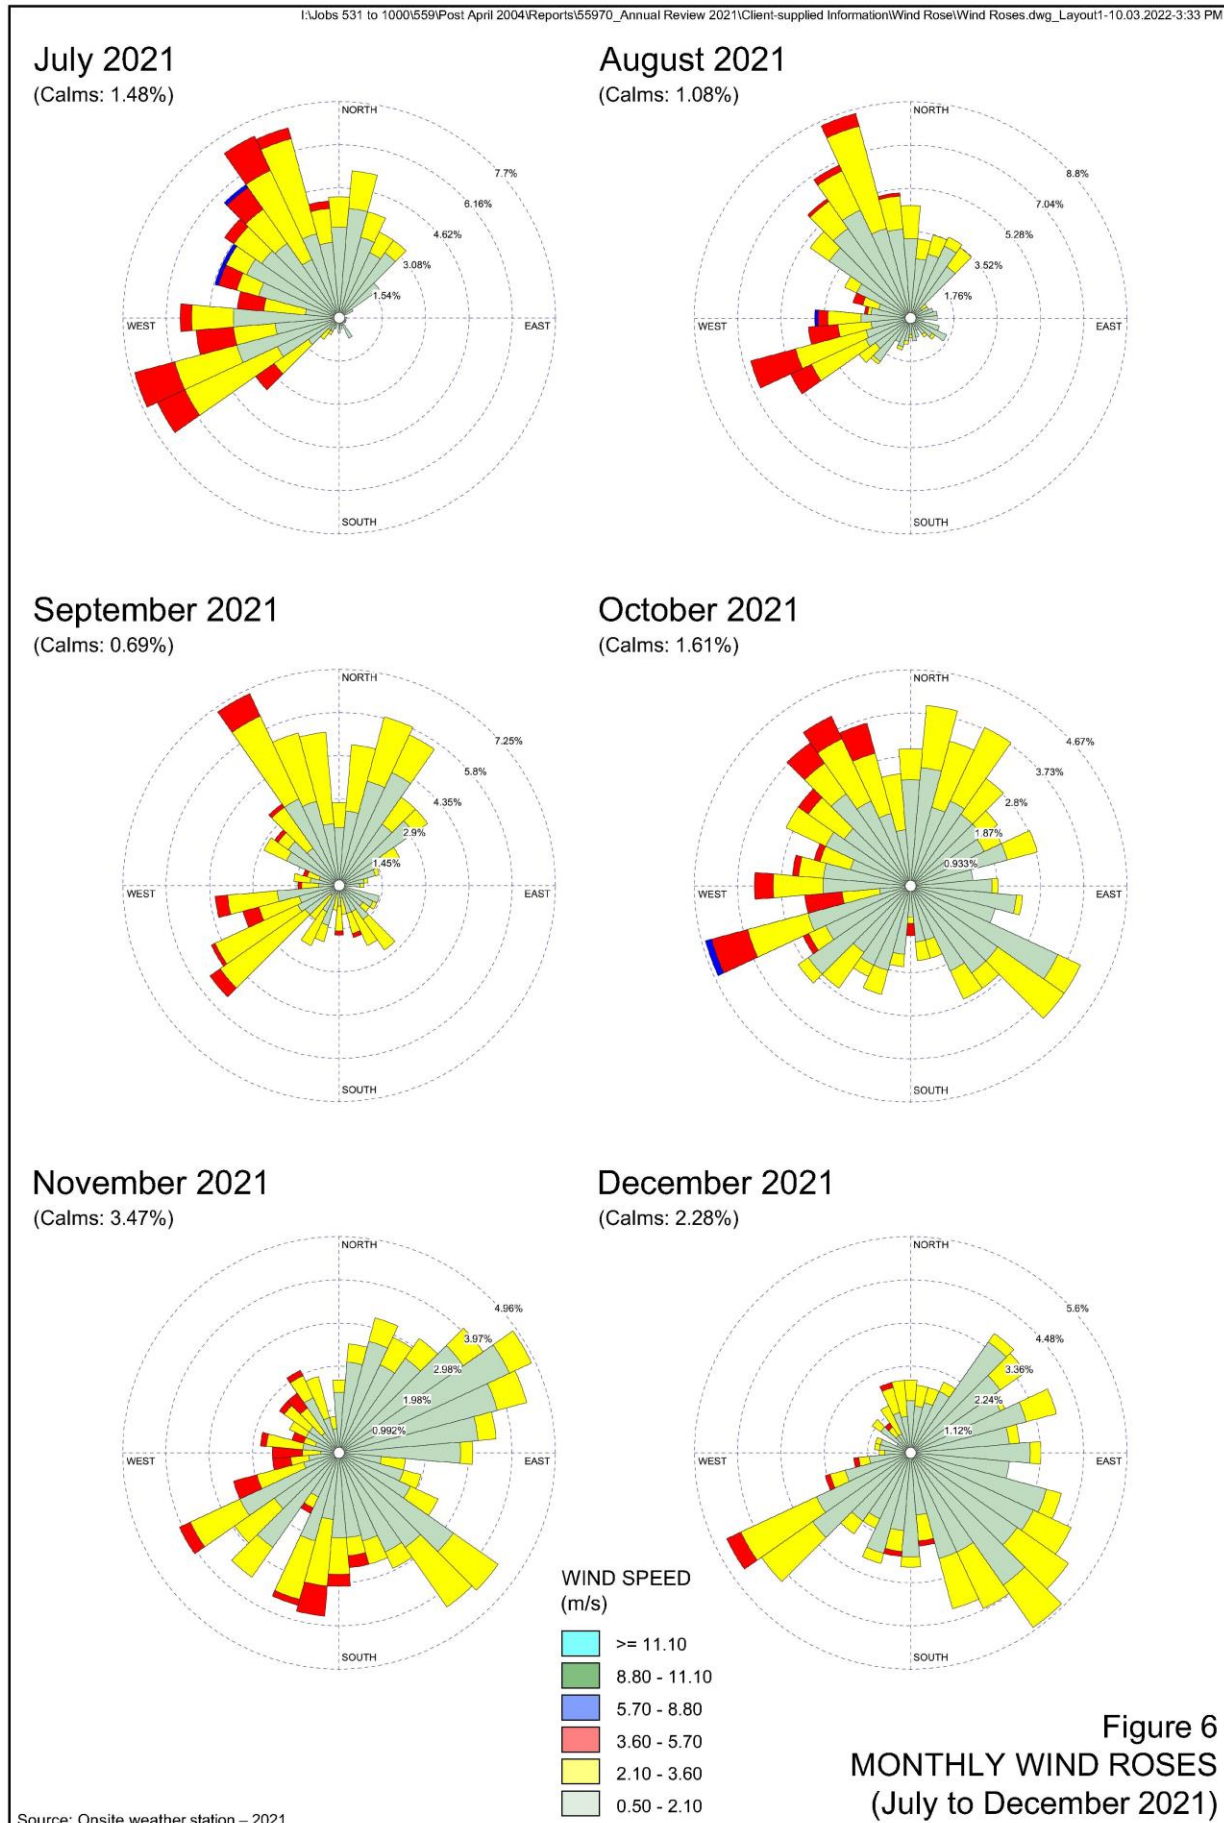 I:\Jobs 531 to 1000\559\Post April 2004\Reports\55970_Annual Review 2021\Client-supplied Information\Wind Rose\Wind Roses.dwg_Layout1-10.03.2022-3:33 PM
July 2021
(Calms: 1.48%)
NORTH
7.7%
6.16%
4.62%
3.08%
1.54%
WEST
EAST
SOUTH
August 2021
(Calms: 1.08%)
NORTH
8.8%
7.04%
5.28%
3.52%
1.76%
WEST
EAST
SOUTH
September 2021
(Calms: 0.69%)
NORTH
7.25%
5.8%
4.35%
2.9%
1.45%
WEST
EAST
SOUTH
October 2021
(Calms: 1.61%)
NORTH
4.67%
3.73%
2.8%
1.87%
0.933%
WEST
EAST
SOUTH
November 2021
(Calms: 3.47%)
NORTH
4.96%
3.97%
2.98%
1.98%
0.992%
WEST
EAST
SOUTH
December 2021
(Calms: 2.28%)
NORTH
5.6%
4.48%
3.36%
2.24%
1.12%
WEST
EAST
SOUTH
WIND SPEED
(m/s)
>= 11.10
8.80 - 11.10
5.70 - 8.80
3.60 - 5.70
2.10 - 3.60
0.50 - 2.10
Figure 6
MONTHLY WIND ROSES
(July to December 2021)
Source: Onsite weather station – 2021